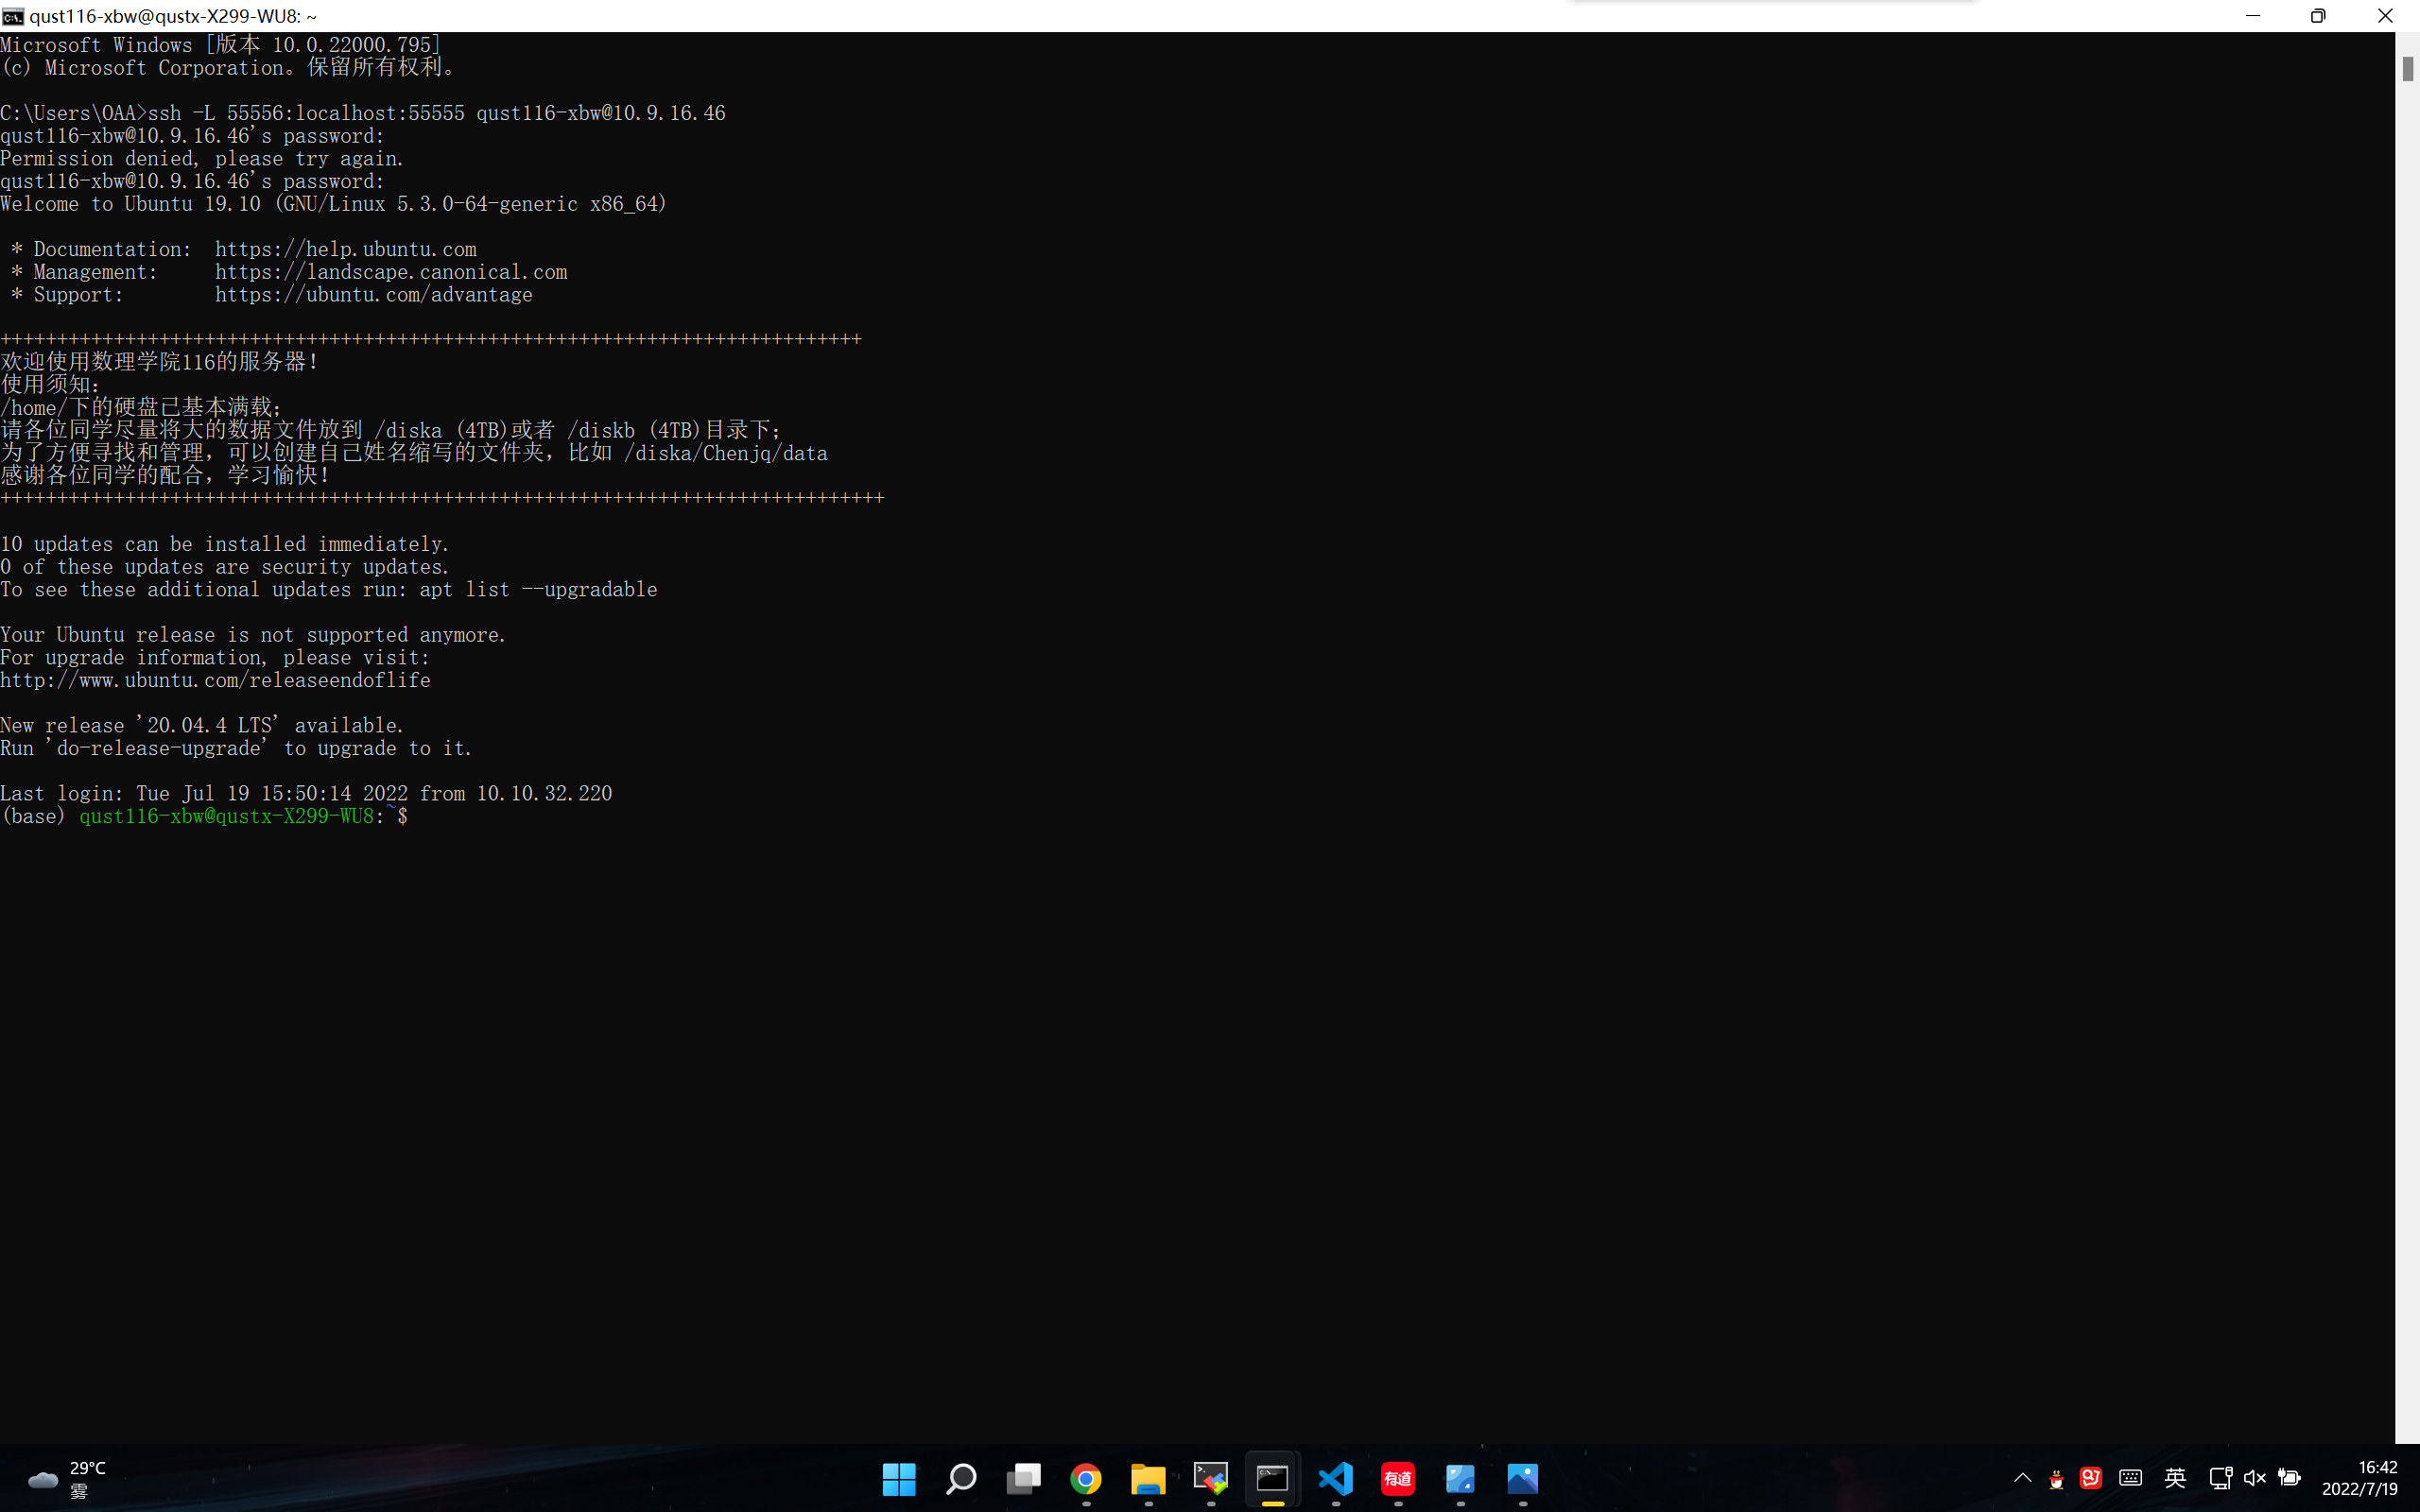 qust116-xbw@qustx-X299-WU8: ~
Microsoft Windows [版本 10.0.22000.795]
(c) Microsoft Corporation。保留所有权利。
C:\Users\OAA>ssh -L 55556:localhost:55555 qust116-xbw@10.9.16.46
qust116-xbw@10.9.16.46's password:
Permission denied, please try again.
qust116-xbw@10.9.16.46's password:
Welcome to Ubuntu 19.10 (GNU/Linux 5.3.0-64-generic x86_64)
* Documentation:  https://help.ubuntu.com
* Management:     https://landscape.canonical.com
* Support:        https://ubuntu.com/advantage
++++++++++++++++++++++++++++++++++++++++++++++++++++++++++++++++++++++++++++
欢迎使用数理学院116的服务器！
使用须知：
/home/下的硬盘已基本满载；
请各位同学尽量将大的数据文件放到 /diska (4TB)或者 /diskb (4TB)目录下；
为了方便寻找和管理，可以创建自己姓名缩写的文件夹，比如 /diska/Chenjq/data
感谢各位同学的配合，学习愉快！
++++++++++++++++++++++++++++++++++++++++++++++++++++++++++++++++++++++++++++++
10 updates can be installed immediately.
0 of these updates are security updates.
To see these additional updates run: apt list --upgradable
Your Ubuntu release is not supported anymore.
For upgrade information, please visit:
http://www.ubuntu.com/releaseendoflife
New release '20.04.4 LTS' available.
Run 'do-release-upgrade' to upgrade to it.
Last login: Tue Jul 19 15:50:14 2022 from 10.10.32.220
(base) qust116-xbw@qustx-X299-WU8:~$
29°C
雾
有道
英
16:42
2022/7/19